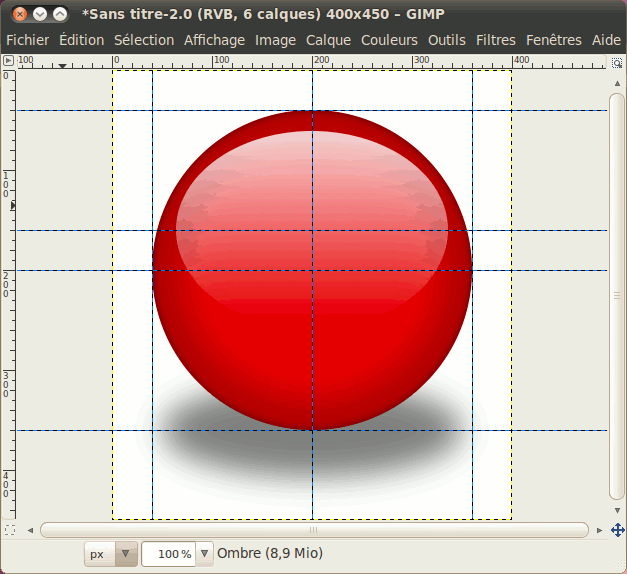 *Sans titre-2.0 (RVB, 6 calques) 400x450 – GIMP
Fichier Édition Sélection Affichage Image Calque Couleurs Outils Filtres Fenêtres Aide
-100 0 100 200 300 400
0
100
200
300
400
px 100 % Ombre (8,9 Mio)